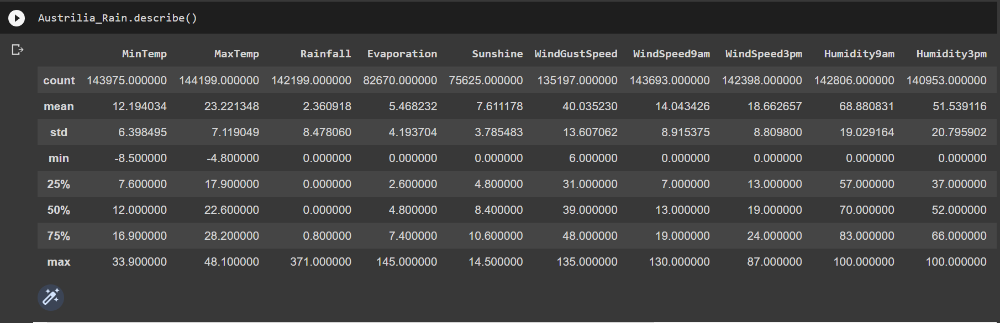 Austrilia_Rain.describe()
MinTemp MaxTemp Rainfall Evaporation Sunshine WindGustSpeed WindSpeed9am WindSpeed3pm Humidity9am Humidity3pm
count 143975.000000 144199.000000 142199.000000 82670.000000 75625.000000 135197.000000 143693.000000 142398.000000 142806.000000 140953.000000
mean 12.194034 23.221348 2.360918 5.468232 7.611178 40.035230 14.043426 18.662657 68.880831 51.539116
std 6.398495 7.119049 8.478060 4.193704 3.785483 13.607062 8.915375 8.809800 19.029164 20.795902
min -8.500000 -4.800000 0.000000 0.000000 0.000000 6.000000 0.000000 0.000000 0.000000 0.000000
25% 7.600000 17.900000 0.000000 2.600000 4.800000 31.000000 7.000000 13.000000 57.000000 37.000000
50% 12.000000 22.600000 0.000000 4.800000 8.400000 39.000000 13.000000 19.000000 70.000000 52.000000
75% 16.900000 28.200000 0.800000 7.400000 10.600000 48.000000 19.000000 24.000000 83.000000 66.000000
max 33.900000 48.100000 371.000000 145.000000 14.500000 135.000000 130.000000 87.000000 100.000000 100.000000